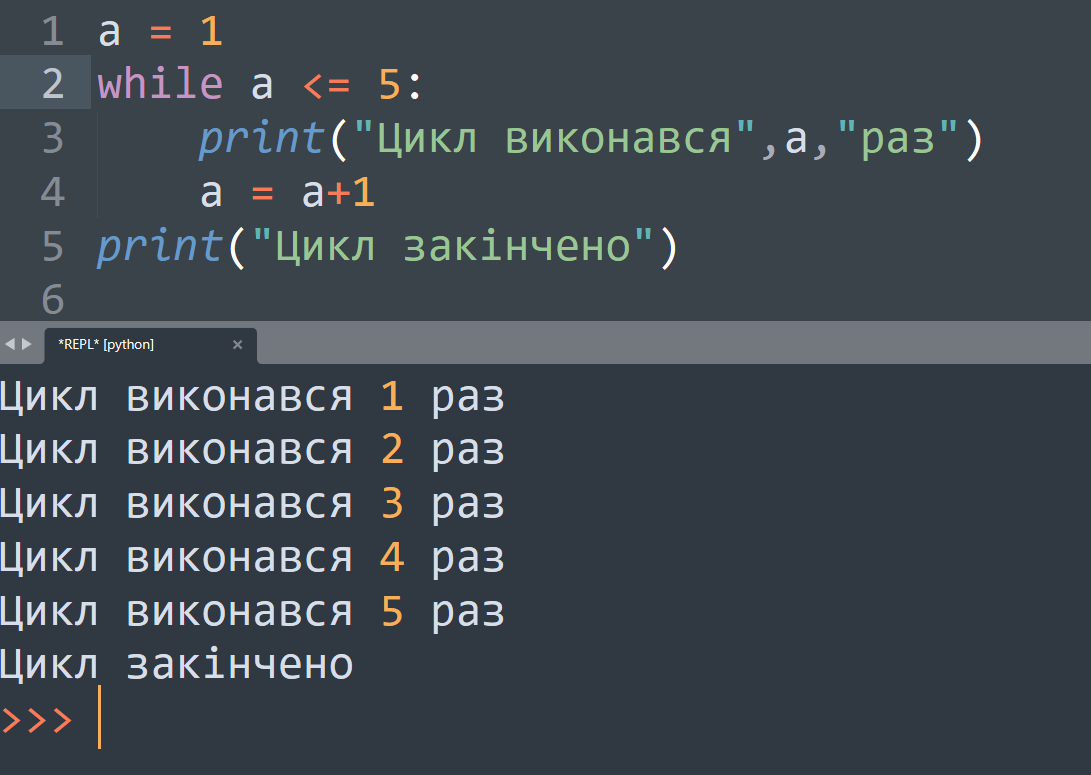 1 a = 1
2 while a <= 5:
3     print("Цикл виконався",a,"раз")
4     a = a+1
5 print("Цикл закінчено")
6
*REPL* [python]
Цикл виконався 1 раз
Цикл виконався 2 раз
Цикл виконався 3 раз
Цикл виконався 4 раз
Цикл виконався 5 раз
Цикл закінчено
>>>